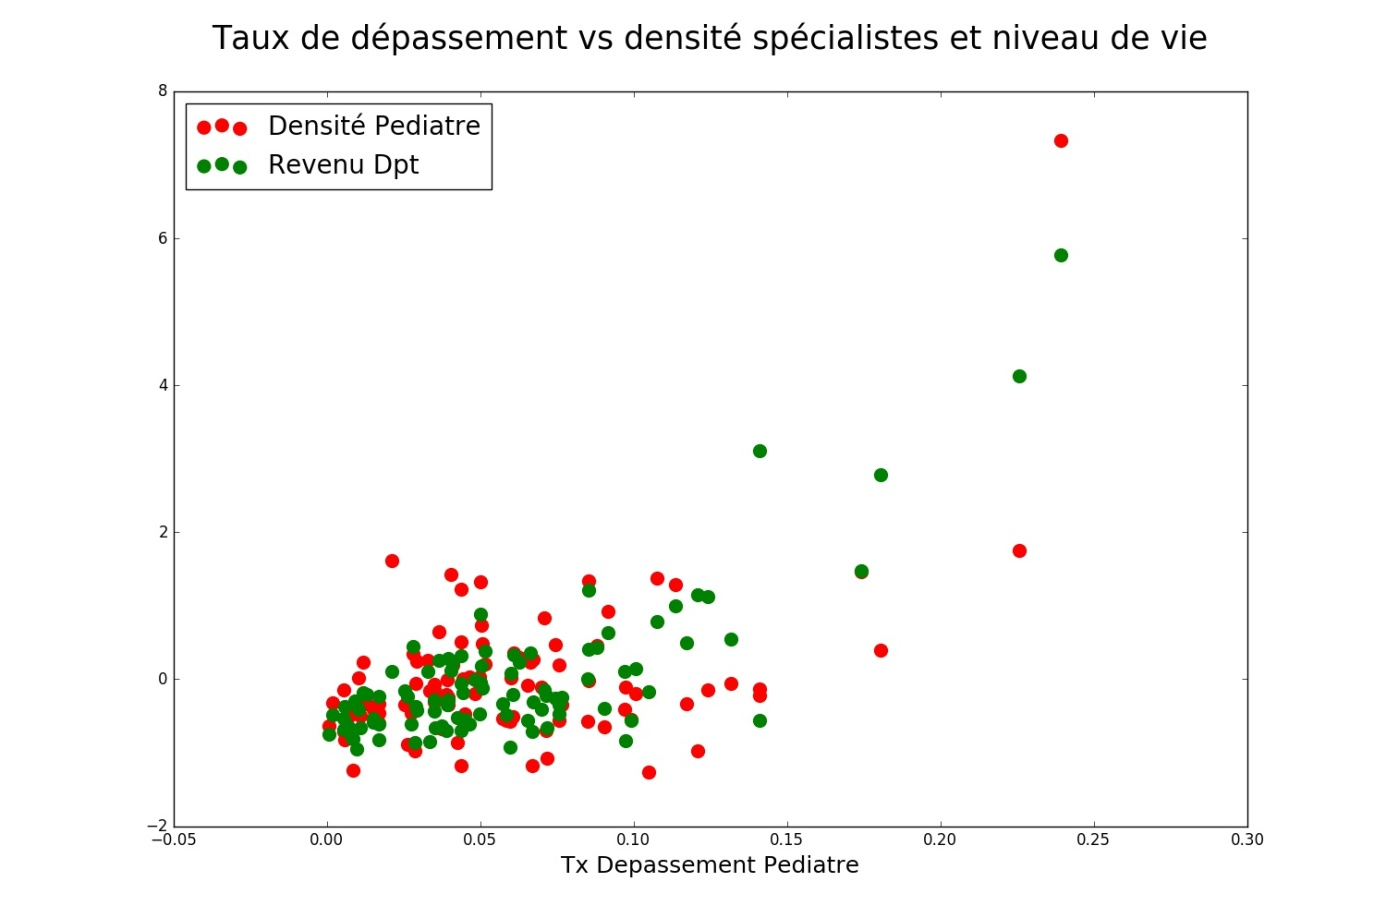 Taux de dépassement vs densité spécialistes et niveau de vie
8
Densité Pediatre
Revenu Dpt
6
4
2
0
−2
−0.05 0.00 0.05 0.10 0.15 0.20 0.25 0.30
Tx Depassement Pediatre